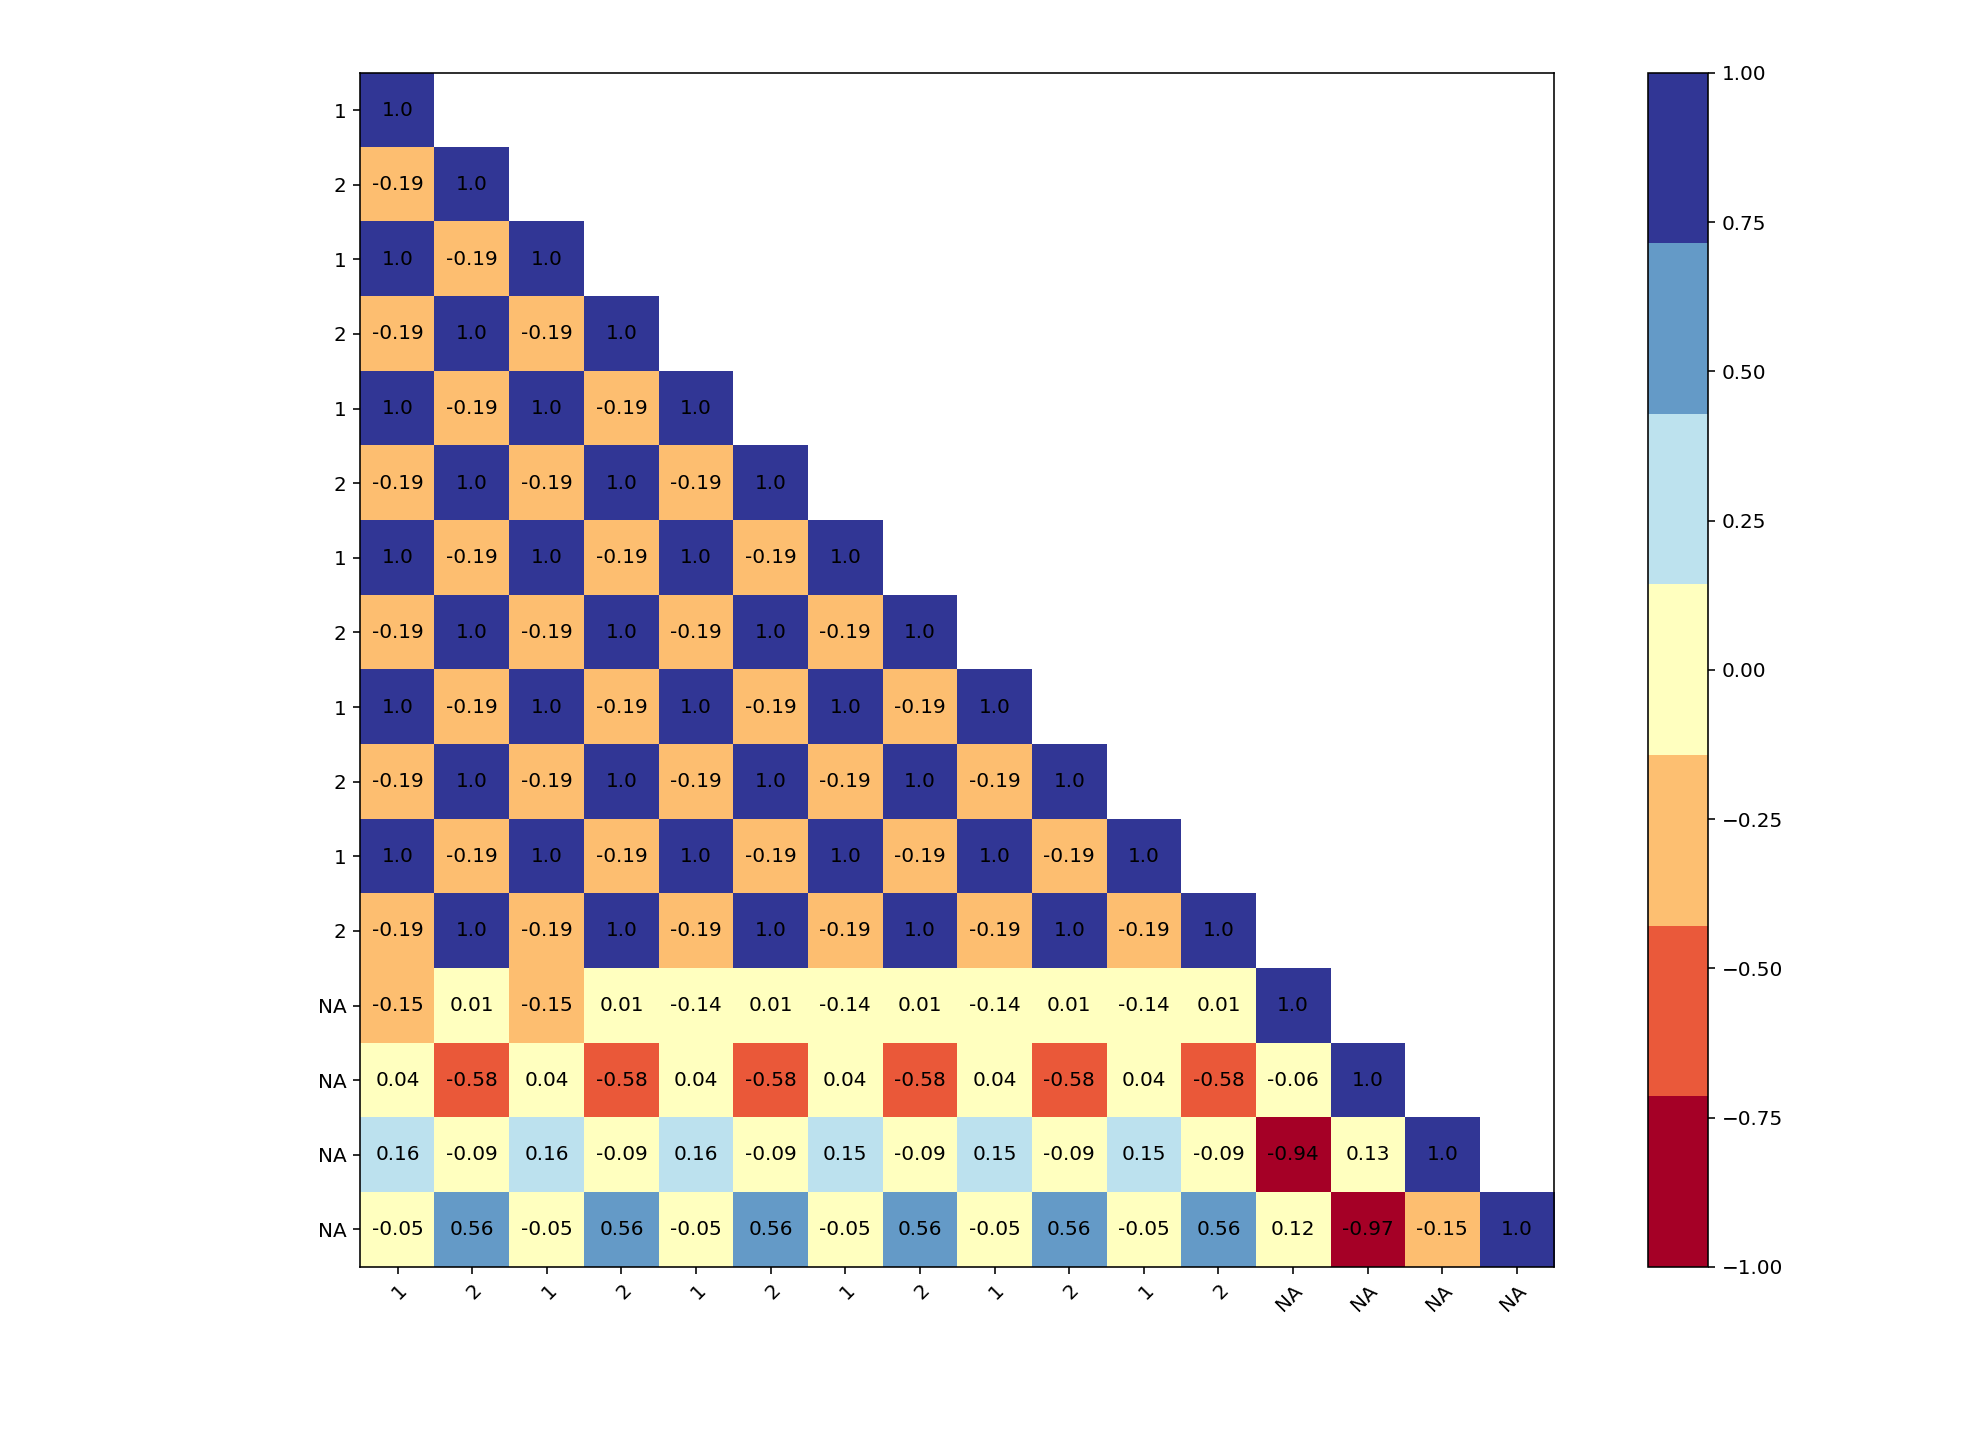 1.00
1 1.0
2 -0.19 1.0
0.75
1 1.0 -0.19 1.0
2 -0.19 1.0 -0.19 1.0
0.50
1 1.0 -0.19 1.0 -0.19 1.0
2 -0.19 1.0 -0.19 1.0 -0.19 1.0
0.25
1 1.0 -0.19 1.0 -0.19 1.0 -0.19 1.0
2 -0.19 1.0 -0.19 1.0 -0.19 1.0 -0.19 1.0
0.00
1 1.0 -0.19 1.0 -0.19 1.0 -0.19 1.0 -0.19 1.0
2 -0.19 1.0 -0.19 1.0 -0.19 1.0 -0.19 1.0 -0.19 1.0
−0.25
1 1.0 -0.19 1.0 -0.19 1.0 -0.19 1.0 -0.19 1.0 -0.19 1.0
2 -0.19 1.0 -0.19 1.0 -0.19 1.0 -0.19 1.0 -0.19 1.0 -0.19 1.0
−0.50
NA -0.15 0.01 -0.15 0.01 -0.14 0.01 -0.14 0.01 -0.14 0.01 -0.14 0.01 1.0
NA 0.04 -0.58 0.04 -0.58 0.04 -0.58 0.04 -0.58 0.04 -0.58 0.04 -0.58 -0.06 1.0
−0.75
NA 0.16 -0.09 0.16 -0.09 0.16 -0.09 0.15 -0.09 0.15 -0.09 0.15 -0.09 -0.94 0.13 1.0
NA -0.05 0.56 -0.05 0.56 -0.05 0.56 -0.05 0.56 -0.05 0.56 -0.05 0.56 0.12 -0.97 -0.15 1.0
−1.00
1 2 1 2 1 2 1 2 1 2 1 2 NA NA NA NA